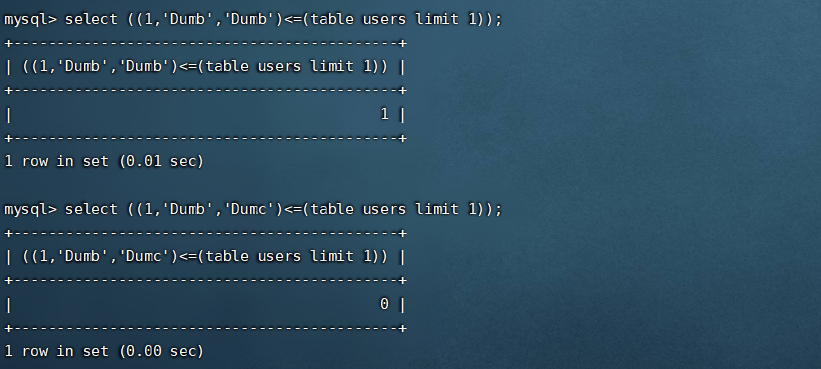 mysql> select ((1,'Dumb','Dumb')<=(table users limit 1));
+--------------------------------------------+
| ((1,'Dumb','Dumb')<=(table users limit 1)) |
+--------------------------------------------+
|                                          1 |
+--------------------------------------------+
1 row in set (0.01 sec)

mysql> select ((1,'Dumb','Dumc')<=(table users limit 1));
+--------------------------------------------+
| ((1,'Dumb','Dumc')<=(table users limit 1)) |
+--------------------------------------------+
|                                          0 |
+--------------------------------------------+
1 row in set (0.00 sec)